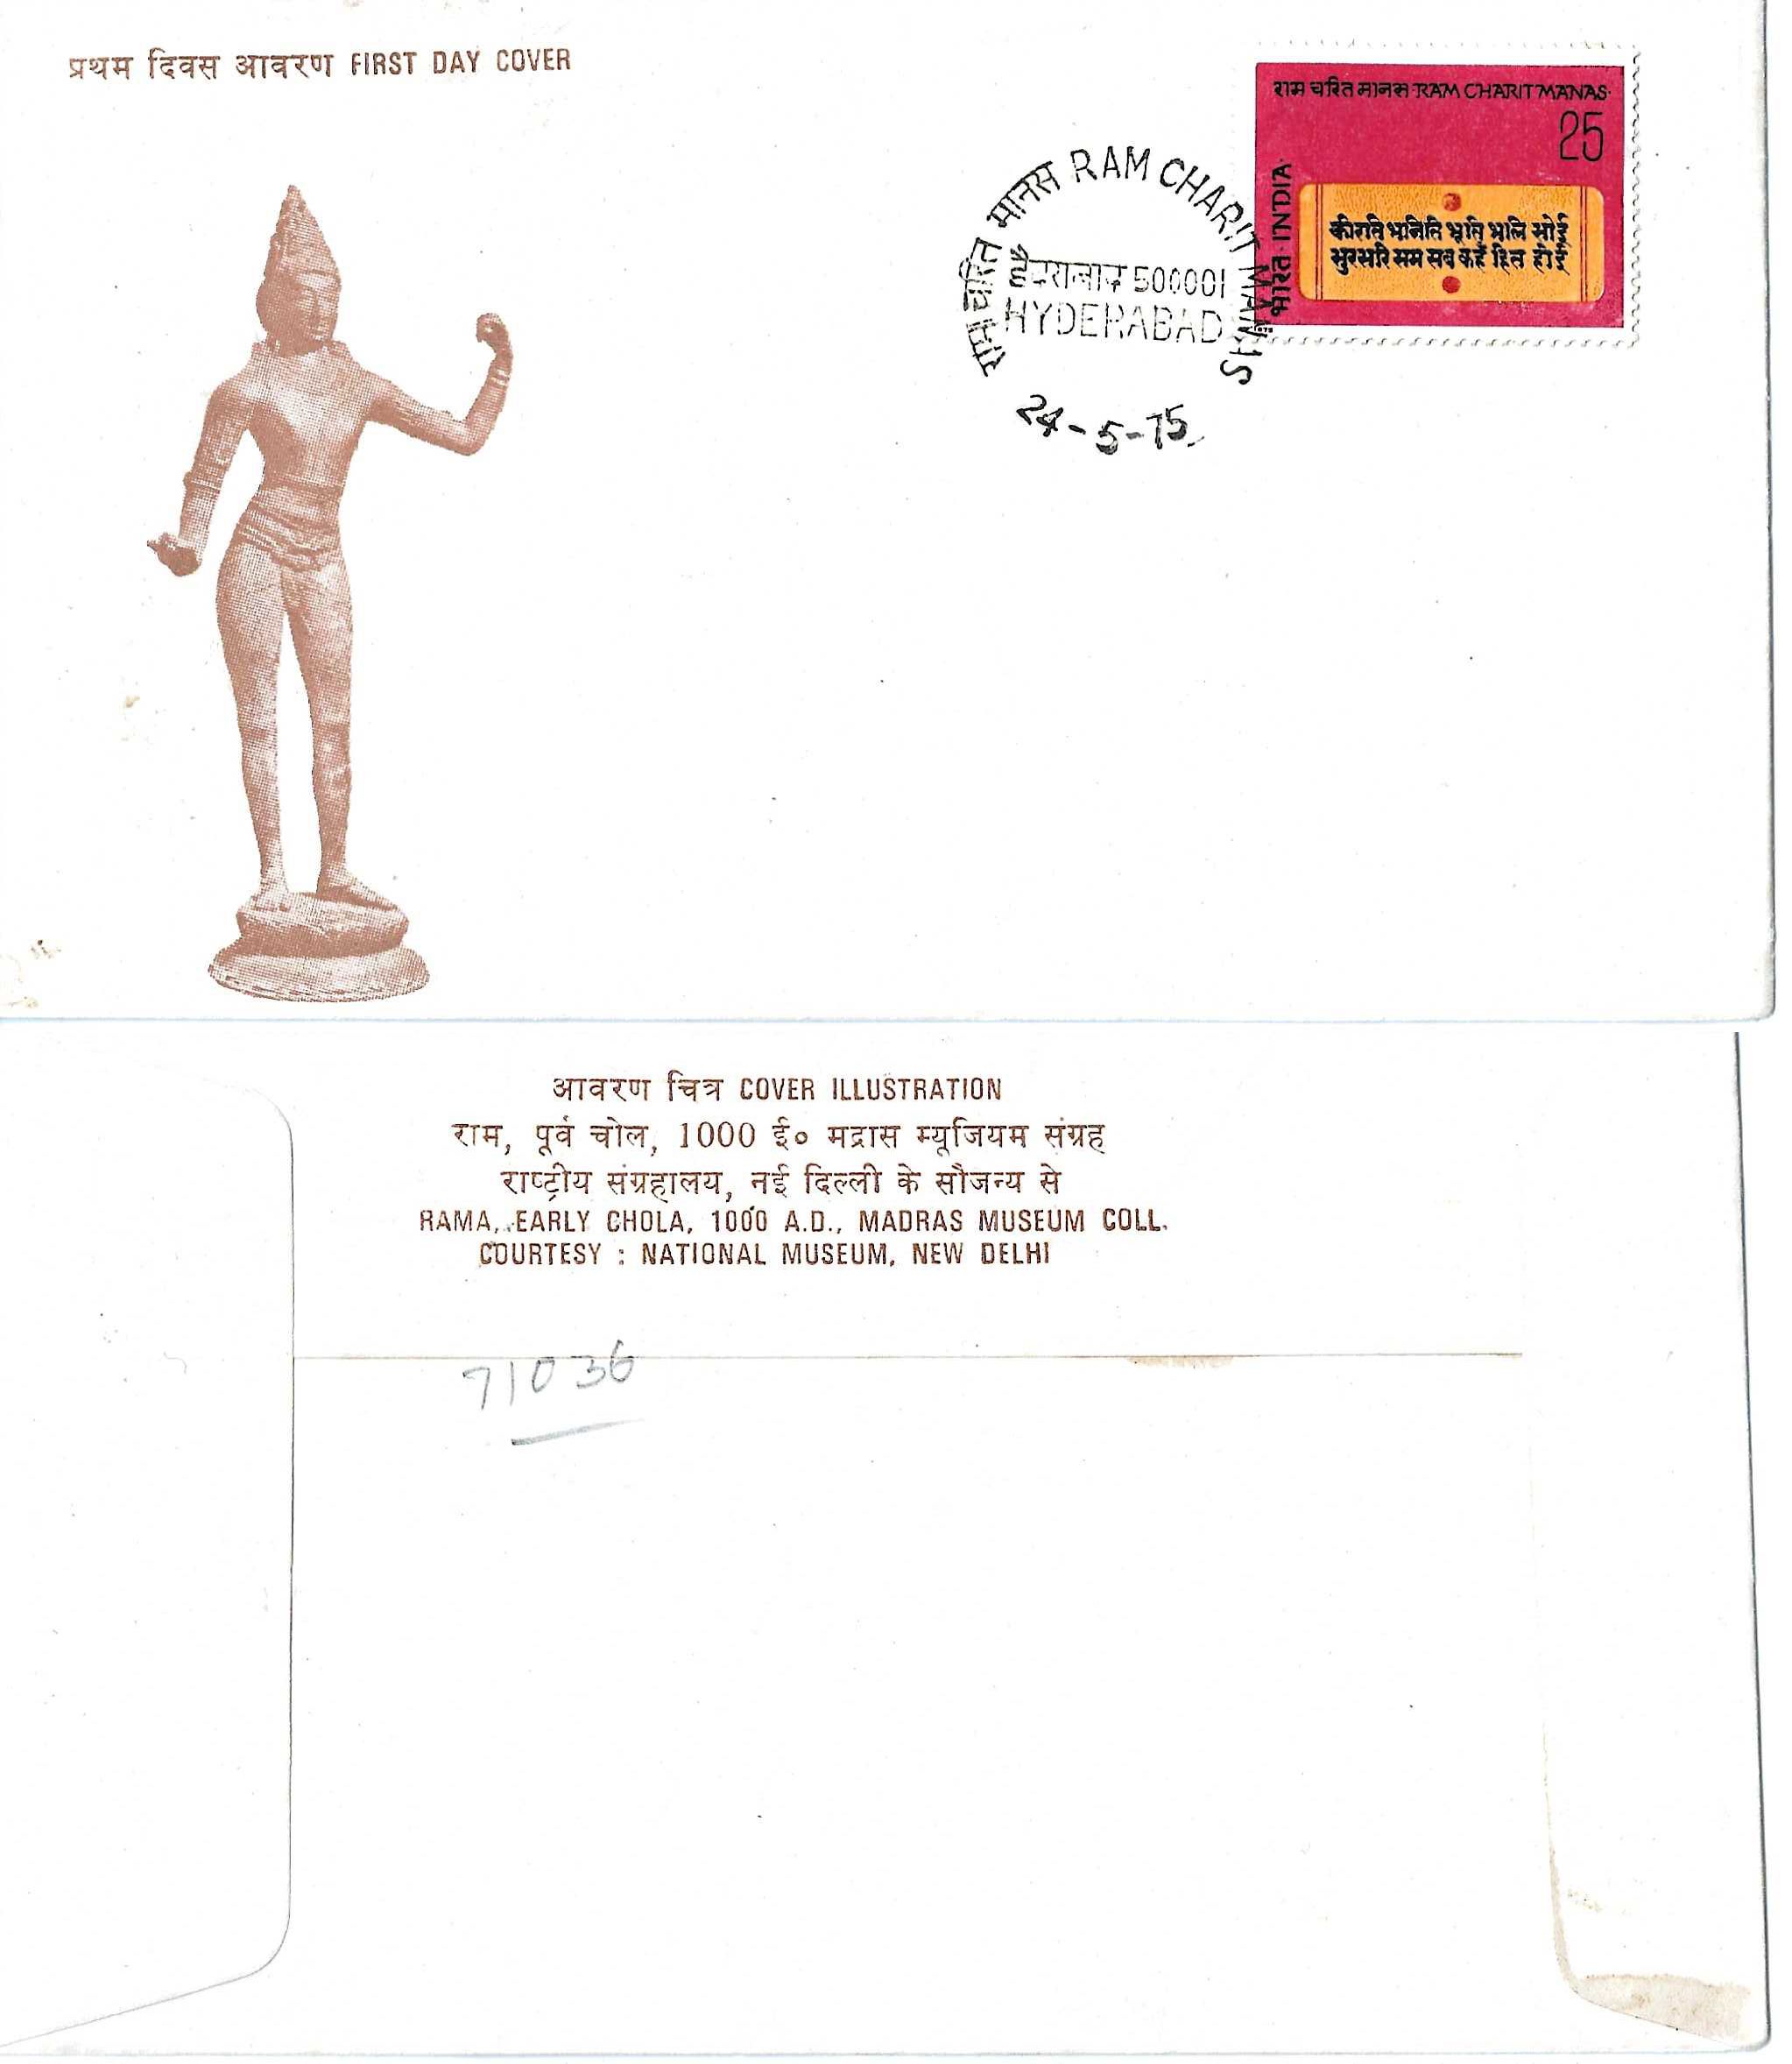 प्रथम दिवस आवरण FIRST DAY COVER
राम चरित मानस RAM CHARIT MANAS
25
भारत INDIA
कीरति भनिति भूति भलि सोई
सुरसरि सम सब कहँ हित होई
राम चरित मानस RAM CHARIT MANAS
हैदराबाद 500001
HYDERABAD
24-5-75
आवरण चित्र COVER ILLUSTRATION
राम, पूर्व चोल, 1000 ई० मद्रास म्यूजियम संग्रह
राष्ट्रीय संग्रहालय, नई दिल्ली के सौजन्य से
RAMA, EARLY CHOLA, 1000 A.D., MADRAS MUSEUM COLL.
COURTESY : NATIONAL MUSEUM, NEW DELHI
71036